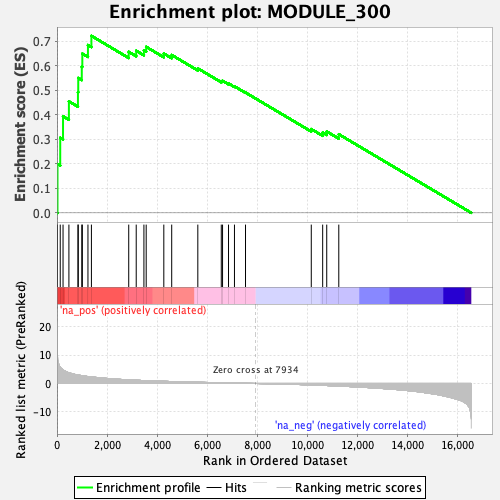 Enrichment plot: MODULE_300
Enrichment score (ES)
0.7
0.6
0.5
0.4
0.3
0.2
0.1
0.0
'na_pos' (positively correlated)
Ranked list metric (PreRanked)
20
10
0
-10
Zero cross at 7934
'na_neg' (negatively correlated)
0 2,000 4,000 6,000 8,000 10,000 12,000 14,000 16,000
Rank in Ordered Dataset
Enrichment profile Hits Ranking metric scores